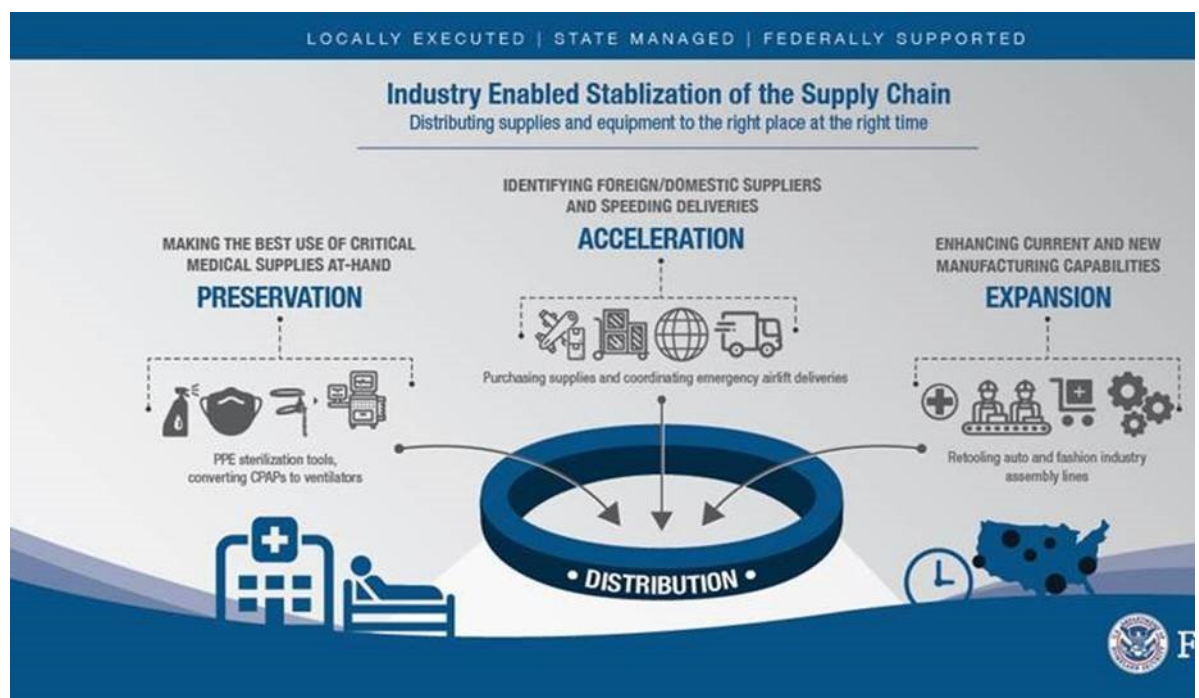 LOCALLY EXECUTED | STATE MANAGED | FEDERALLY SUPPORTED
Industry Enabled Stablization of the Supply Chain
Distributing supplies and equipment to the right place at the right time
MAKING THE BEST USE OF CRITICAL
MEDICAL SUPPLIES AT-HAND
PRESERVATION
PPE sterilization tools,
converting CPAPs to ventilators
IDENTIFYING FOREIGN/DOMESTIC SUPPLIERS
AND SPEEDING DELIVERIES
ACCELERATION
Purchasing supplies and coordinating emergency airlift deliveries
ENHANCING CURRENT AND NEW
MANUFACTURING CAPABILITIES
EXPANSION
Retooling auto and fashion industry
assembly lines
• DISTRIBUTION •
F